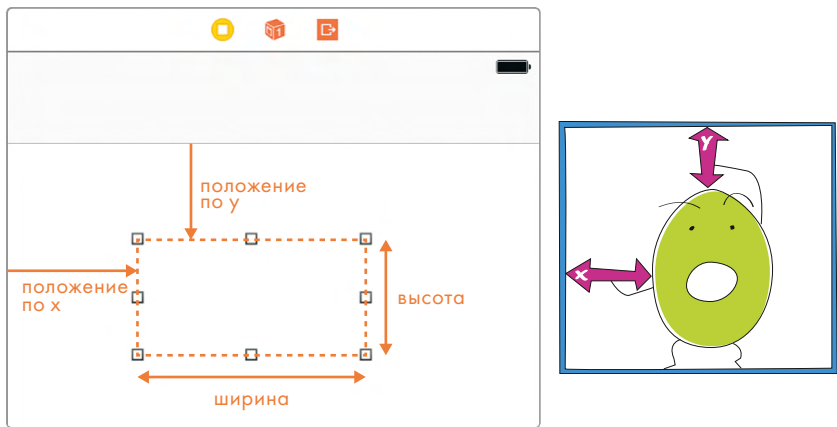 положение
по y
положение
по x
высота
ширина
y
x